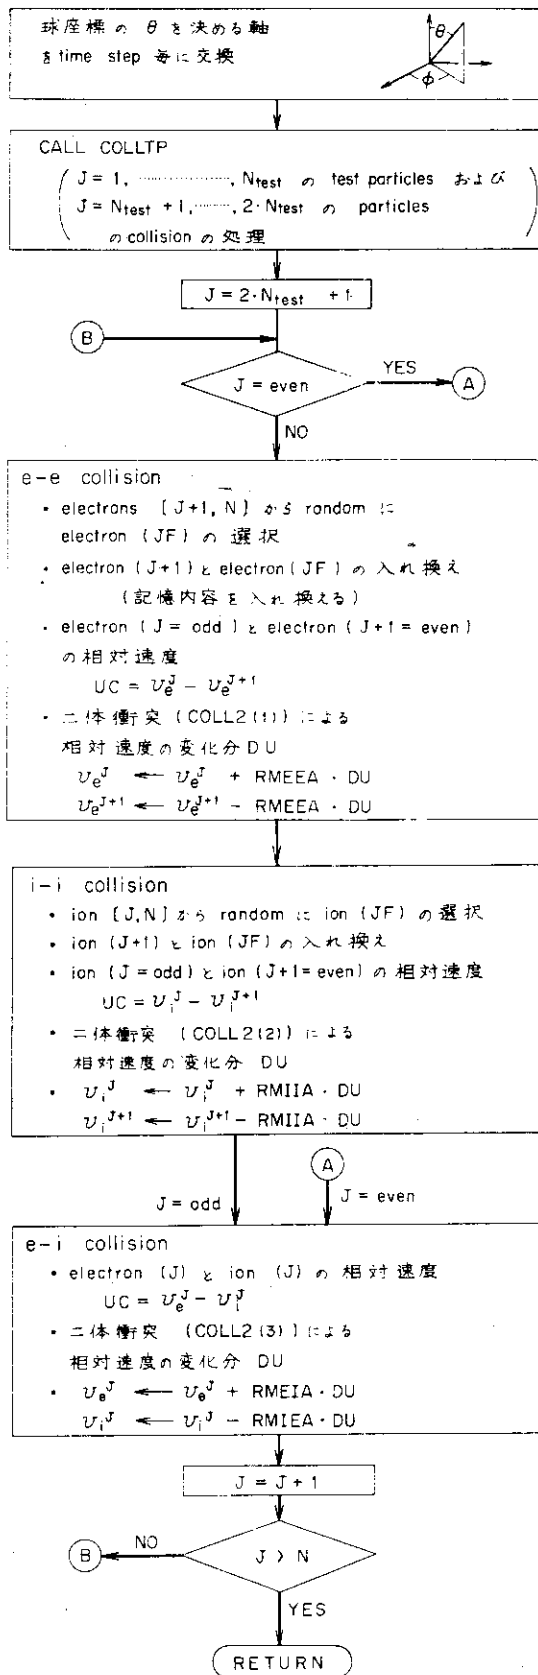 球座標の θ を決める軸
を time step 毎に交換
θ
φ
CALL COLLTP
J = 1, ············, Ntest の test particles および
J = Ntest + 1, ······, 2·Ntest の particles
の collision の処理
J = 2·Ntest + 1
B
J = even
YES
A
NO
e-e collision
・ electrons [J+1, N] から random に
electron (JF) の 選択
・ electron (J+1) と electron (JF) の 入れ換え
(記憶内容を入れ換える)
・ electron (J = odd) と electron (J+1 = even)
の相対速度
UC = υe^J − υe^J+1
・ 二体衝突 (COLL2(1)) による
相対速度の変化分 DU
υe^J ← υe^J + RMEEA · DU
υe^J+1 ← υe^J+1 − RMEEA · DU
i-i collision
・ ion [J,N] から random に ion (JF) の選択
・ ion (J+1) と ion (JF) の入れ換え
・ ion (J=odd) と ion (J+1=even) の相対速度
UC = υi^J − υi^J+1
・ 二体衝突 (COLL2(2)) による
相対速度の変化分 DU
・ υi^J ← υi^J + RMIIA · DU
υi^J+1 ← υi^J+1 − RMIIA · DU
A
J = odd
J = even
e-i collision
・ electron (J) と ion (J) の 相対速度
UC = υe^J − υi^J
・ 二体衝突 (COLL2(3)) による
相対速度の変化分 DU
・ υe^J ← υe^J + RMEIA · DU
υi^J ← υi^J − RMIEA · DU
J = J + 1
NO
B
J > N
YES
RETURN